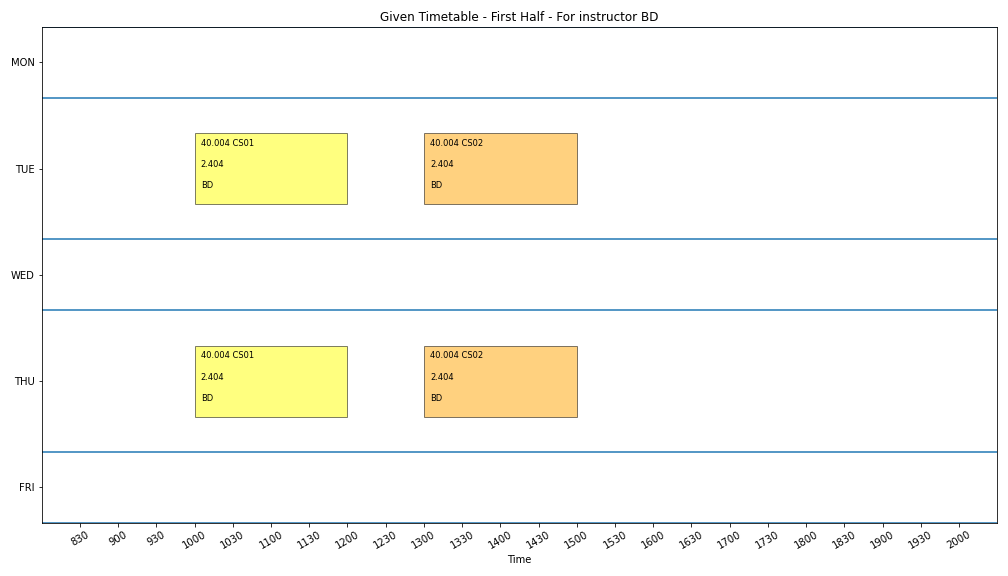 Given Timetable - First Half - For instructor BD
MON
TUE
40.004 CS01
2.404
BD
40.004 CS02
2.404
BD
WED
THU
40.004 CS01
2.404
BD
40.004 CS02
2.404
BD
FRI
830 900 930 1000 1030 1100 1130 1200 1230 1300 1330 1400 1430 1500 1530 1600 1630 1700 1730 1800 1830 1900 1930 2000
Time